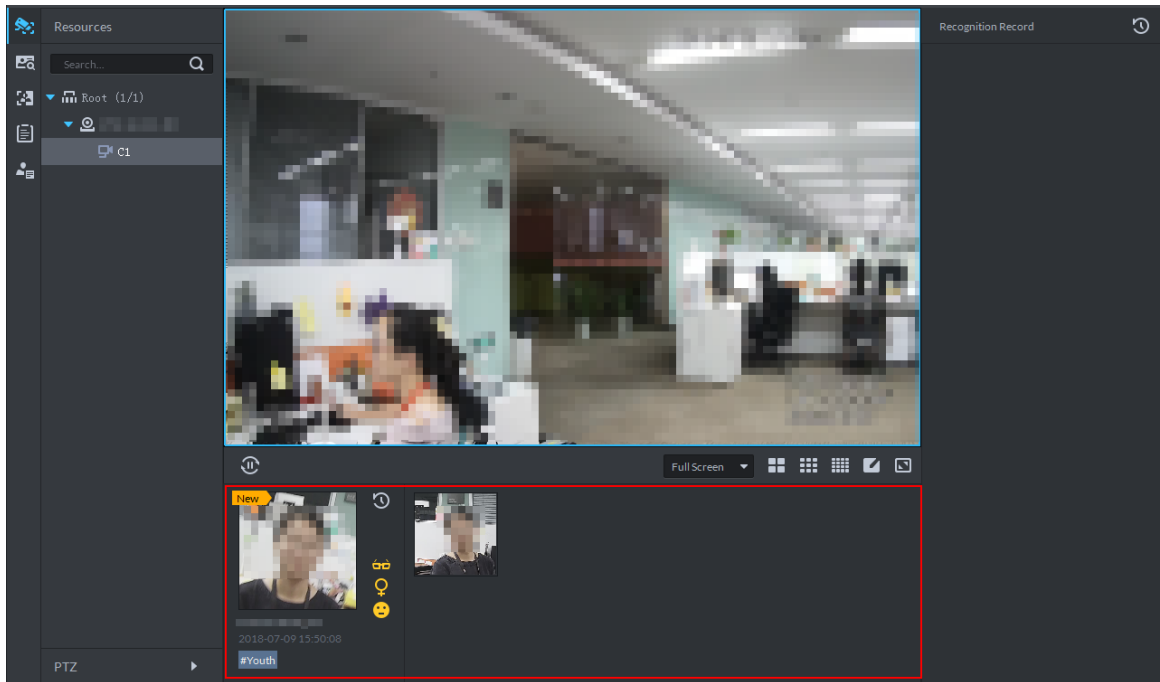 Resources
Search...
Root (1/1)
C1
PTZ
Full Screen
New
2018-07-09 15:50:08
#Youth
Recognition Record